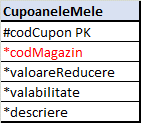 CupoaneleMele
#codCupon PK
*codMagazin
*valoareReducere
*valabilitate
*descriere